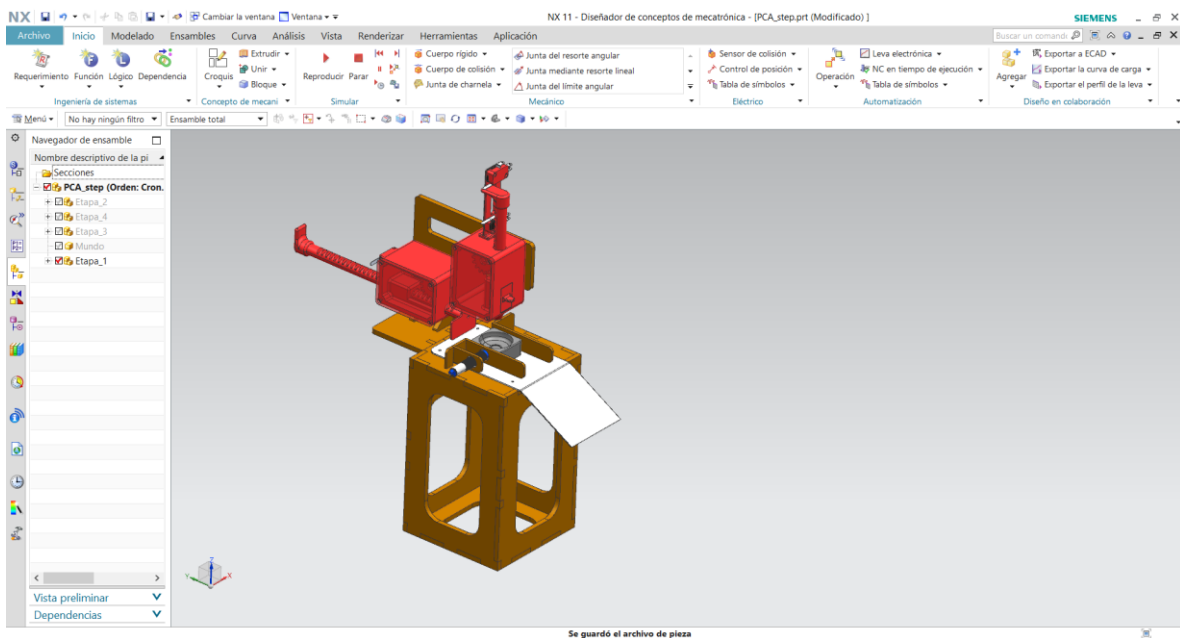 NX Cambiar la ventana Ventana NX 11 - Diseñador de conceptos de mecatrónica - [PCA_step.prt (Modificado) ] SIEMENS
Archivo Inicio Modelado Ensambles Curva Análisis Vista Renderizar Herramientas Aplicación Buscar un comando
Requerimiento Función Lógico Dependencia
Ingeniería de sistemas
Croquis Extrudir
Unir
Bloque
Concepto de mecani
Reproducir Parar
Simular
Cuerpo rígido
Cuerpo de colisión
Junta de charnela
Junta del resorte angular
Junta mediante resorte lineal
Junta del límite angular
Mecánico
Sensor de colisión
Control de posición
Tabla de símbolos
Eléctrico
Operación
Leva electrónica
NC en tiempo de ejecución
Tabla de símbolos
Automatización
Agregar
Exportar a ECAD
Exportar la curva de carga
Exportar el perfil de la leva
Diseño en colaboración
Menú No hay ningún filtro Ensamble total
Navegador de ensamble
Nombre descriptivo de la pi
Secciones
PCA_step (Orden: Cron.
Etapa_2
Etapa_4
Etapa_3
Mundo
Etapa_1
Z
Y X
Vista preliminar
Dependencias
Se guardó el archivo de pieza